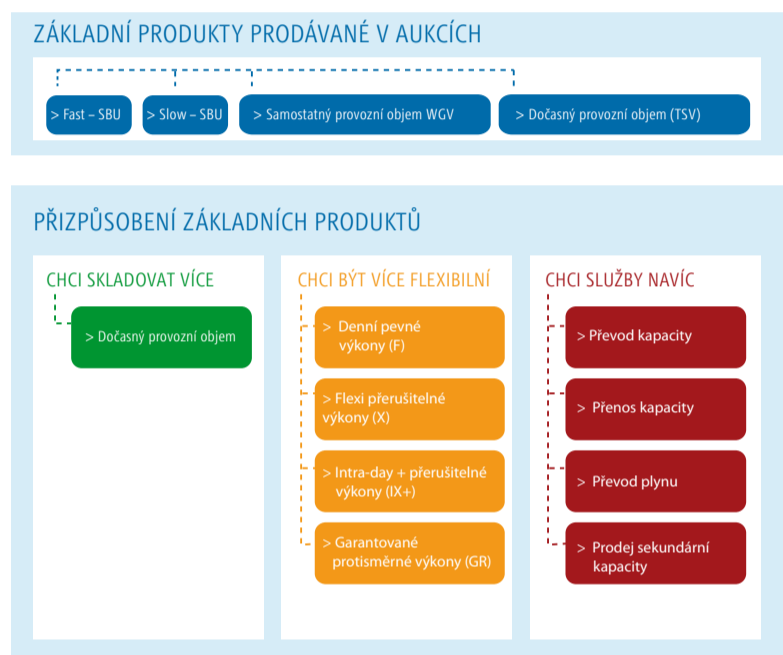 ZÁKLADNÍ PRODUKTY PRODÁVANÉ V AUKCÍCH
> Fast – SBU
> Slow – SBU
> Samostatný provozní objem WGV
> Dočasný provozní objem (TSV)
PŘIZPŮSOBENÍ ZÁKLADNÍCH PRODUKTŮ
CHCI SKLADOVAT VÍCE
> Dočasný provozní objem
CHCI BÝT VÍCE FLEXIBILNÍ
> Denní pevné
výkony (F)
> Flexi přerušitelné
výkony (X)
> Intra-day + přerušitelné
výkony (IX+)
> Garantované
protisměrné výkony (GR)
CHCI SLUŽBY NAVÍC
> Převod kapacity
> Přenos kapacity
> Převod plynu
> Prodej sekundární
kapacity